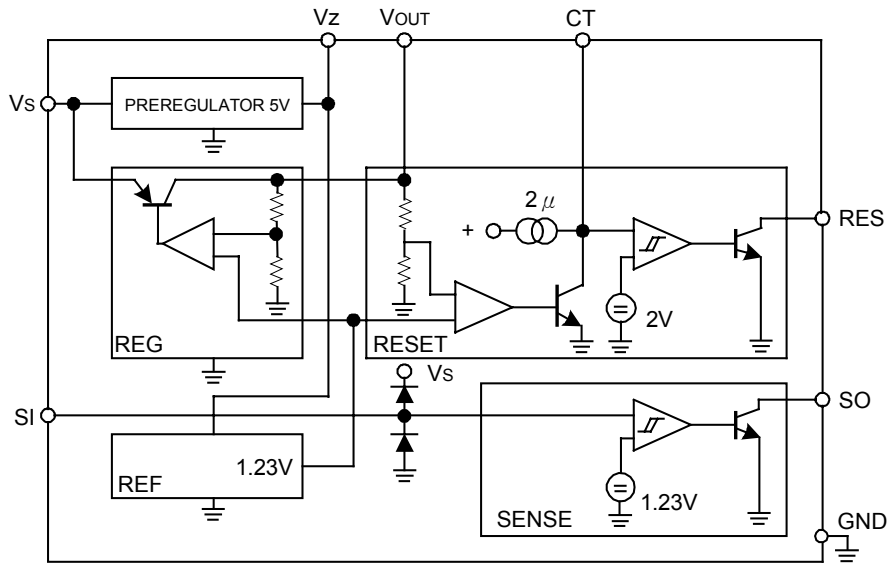 Vz VOUT CT
Vs PREREGULATOR 5V
2 μ
+
RES
2V
REG RESET
Vs
SI SO
1.23V
REF
1.23V
SENSE
GND